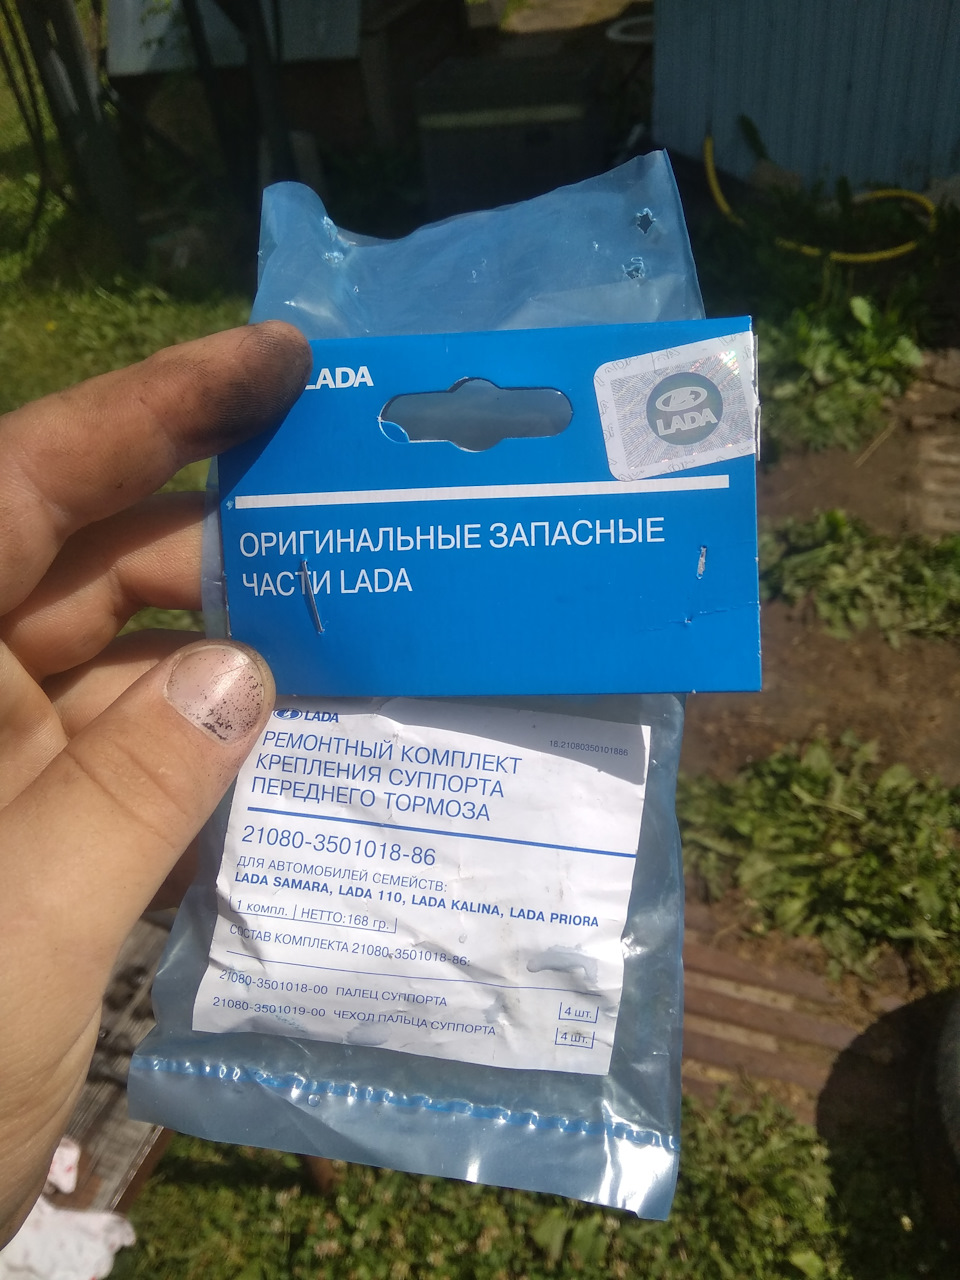 LADA
LADA
ОРИГИНАЛЬНЫЕ ЗАПАСНЫЕ
ЧАСТИ LADA
LADA
18.21080350101886
РЕМОНТНЫЙ КОМПЛЕКТ
КРЕПЛЕНИЯ СУППОРТА
ПЕРЕДНЕГО ТОРМОЗА
21080-3501018-86
ДЛЯ АВТОМОБИЛЕЙ СЕМЕЙСТВ:
LADA SAMARA, LADA 110, LADA KALINA, LADA PRIORA
1 компл. НЕТТО:168 гр.
СОСТАВ КОМПЛЕКТА 21080-3501018-86:
21080-3501018-00 ПАЛЕЦ СУППОРТА 4 шт.
21080-3501019-00 ЧЕХОЛ ПАЛЬЦА СУППОРТА 4 шт.